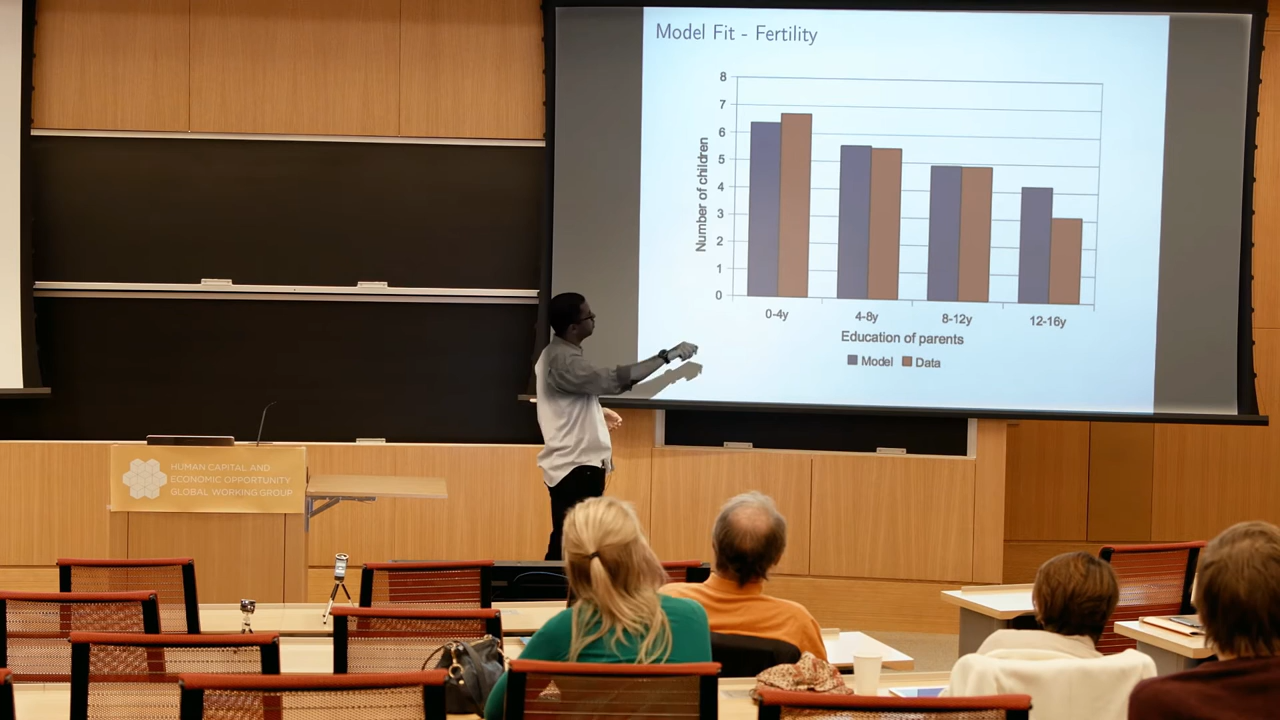 Model Fit - Fertility
8
7
6
5
4
3
2
1
0
Number of children
0-4y 4-8y 8-12y 12-16y
Education of parents
Model Data
HUMAN CAPITAL AND
ECONOMIC OPPORTUNITY
GLOBAL WORKING GROUP